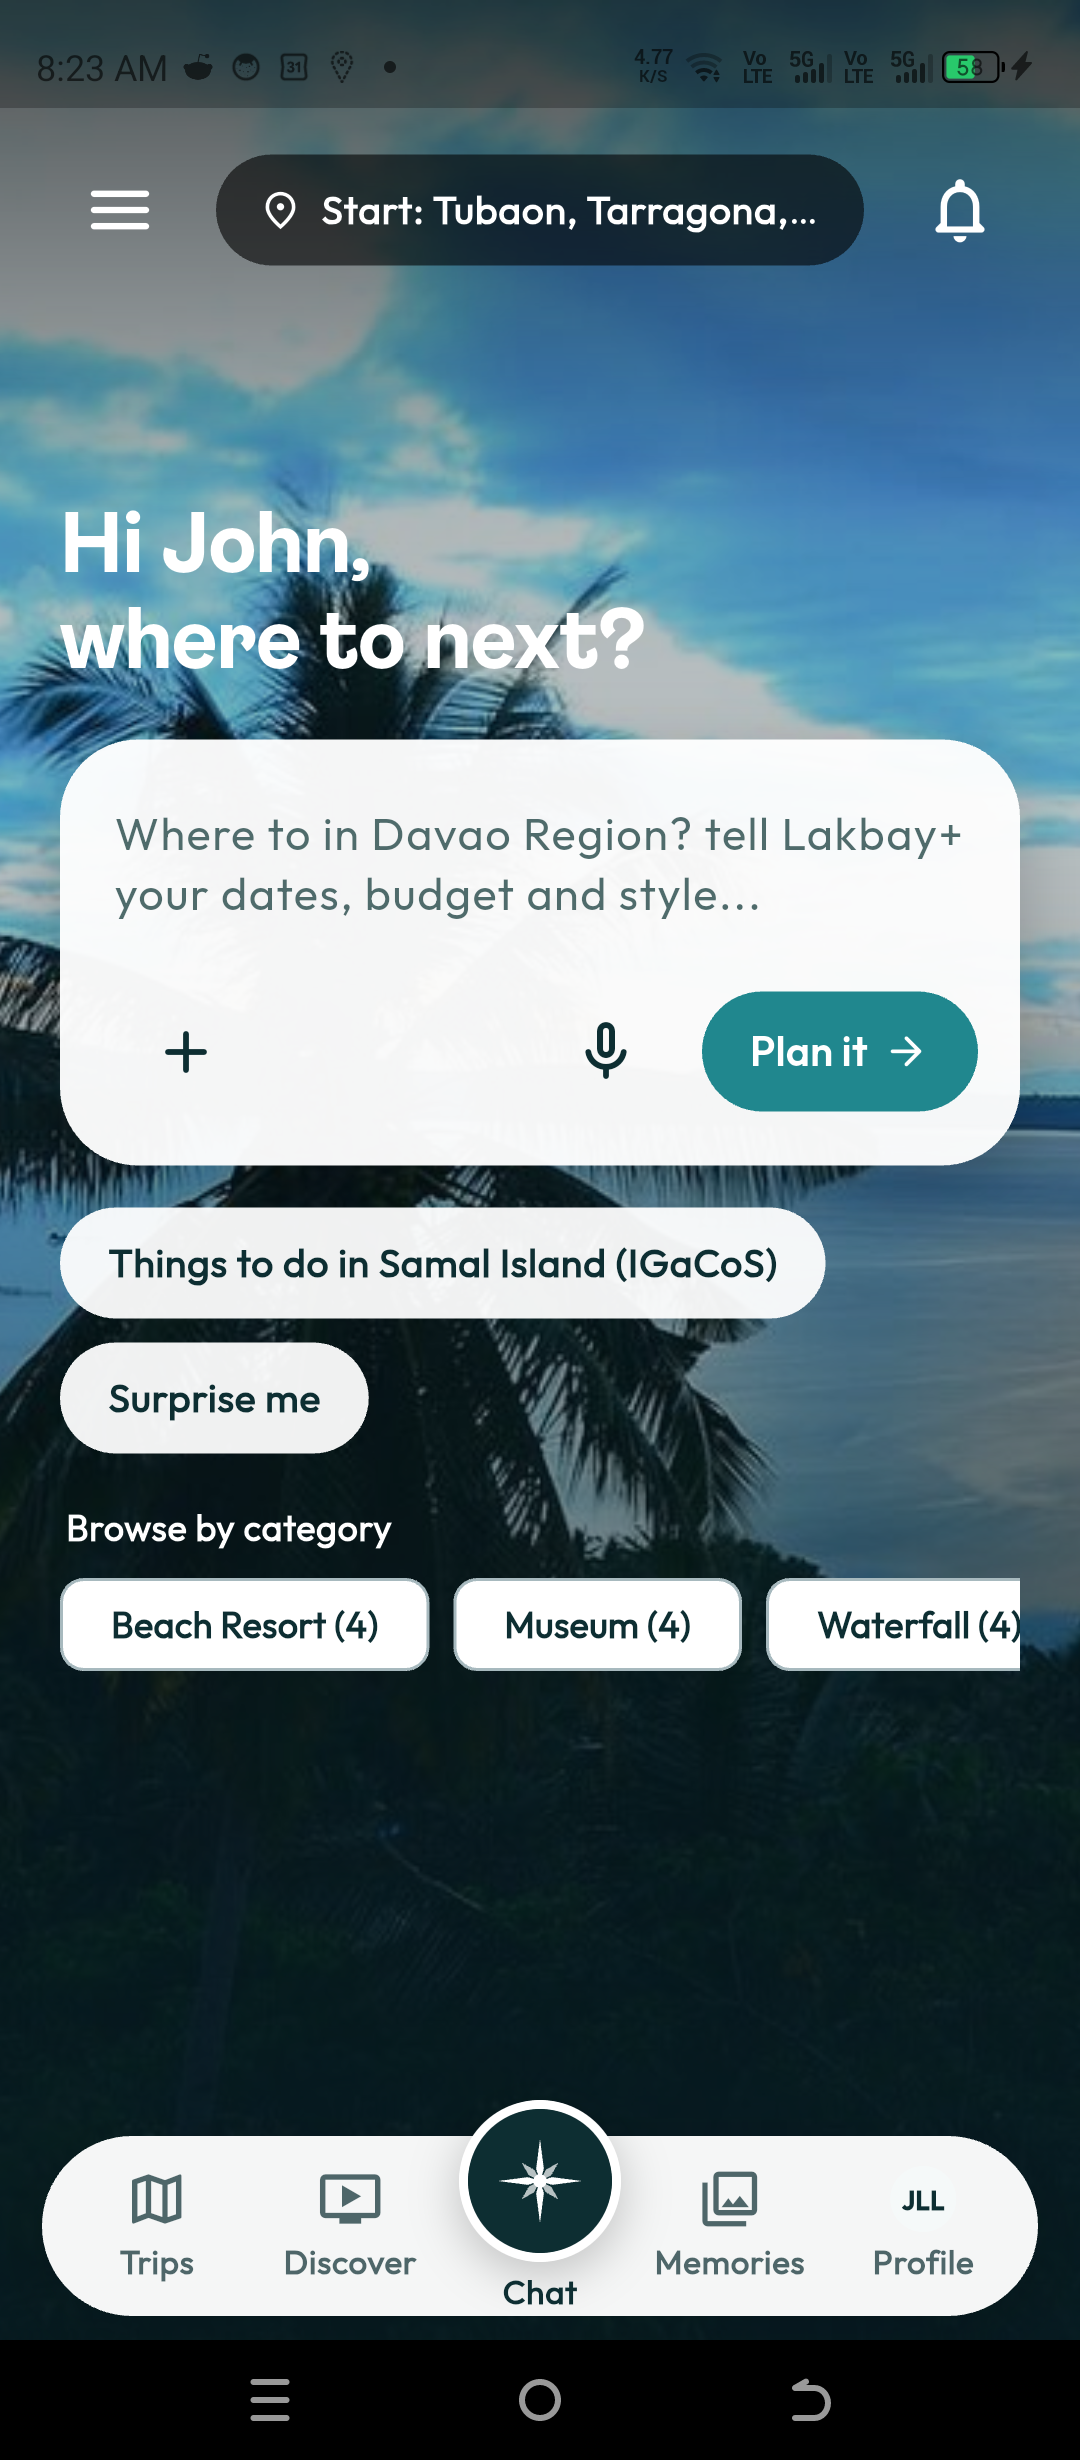 8:23 AM
31
4.77
K/S
Vo
LTE
5G
Vo
LTE
5G
58
Start: Tubaon, Tarragona,...
Hi John,
where to next?
Where to in Davao Region? tell Lakbay+
your dates, budget and style...
Plan it
Things to do in Samal Island (IGaCoS)
Surprise me
Browse by category
Beach Resort (4)
Museum (4)
Waterfall (4)
Trips
Discover
Chat
Memories
JLL
Profile